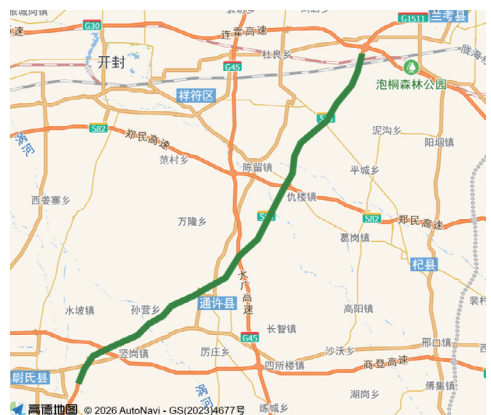 G30
连霍高速
G1511
兰考县
陇海
杜良乡
G45
开封
祥符区
泡桐森林公园
S82
郑民高速
泥沟乡
阳堌镇
范村乡
陈留镇
平城乡
西姜寨乡
仇楼镇
万隆乡
S82
郑民高速
葛岗镇
杞县
大广高速
水坡镇
孙营乡
通许县
高阳镇
G45
长智镇
竖岗镇
厉庄乡
沙沃乡
邢口镇
四所楼镇
商登高速
尉氏县
傅集镇
湖岗乡
练城乡
高德地图 © 2026 AutoNavi - GS(2023)4677号